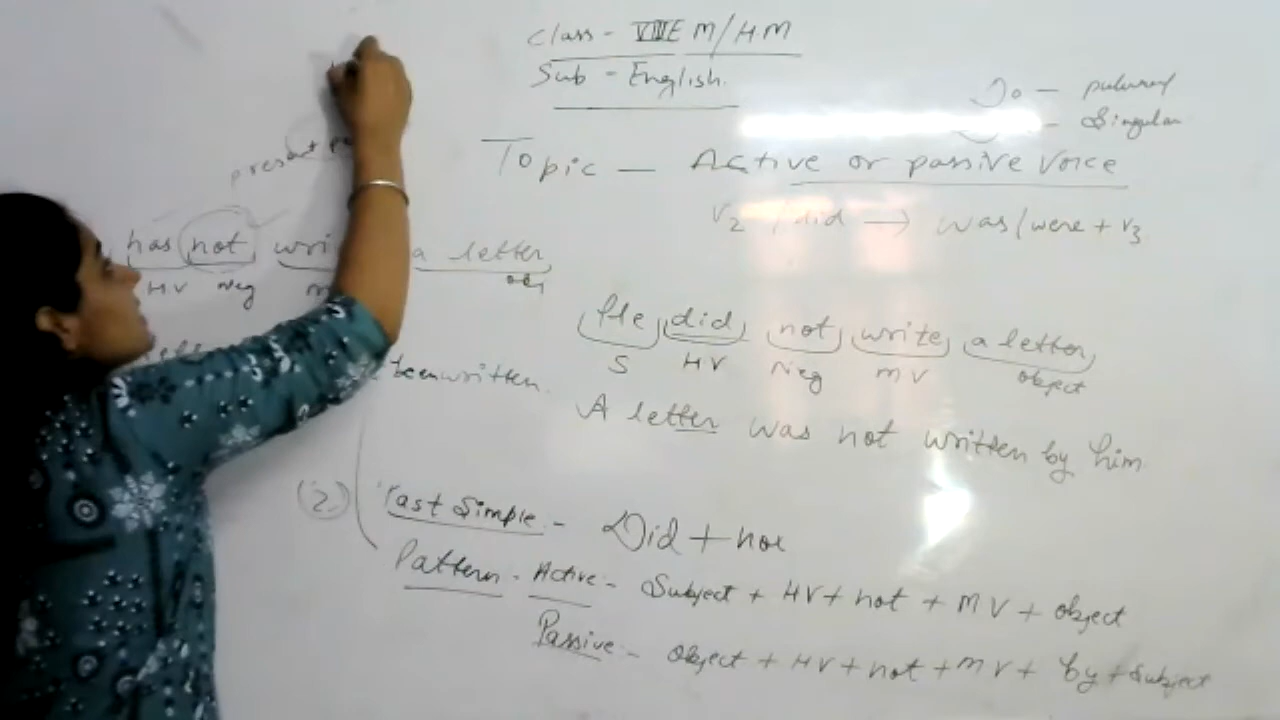 Class - VIII E M/HM
Sub - English.
Do - pulural
- Singular
Topic - Active or passive Voice
V2 / did → was/were + V3
present
has not wri a letter
HV Neg obj
He did not write a letter
S HV Neg MV object
been written.
A letter was not written by him
(2) Past Simple - Did + not
Pattern - Active - Subject + HV + not + MV + object
Passive - object + HV + not + MV + by + Subject